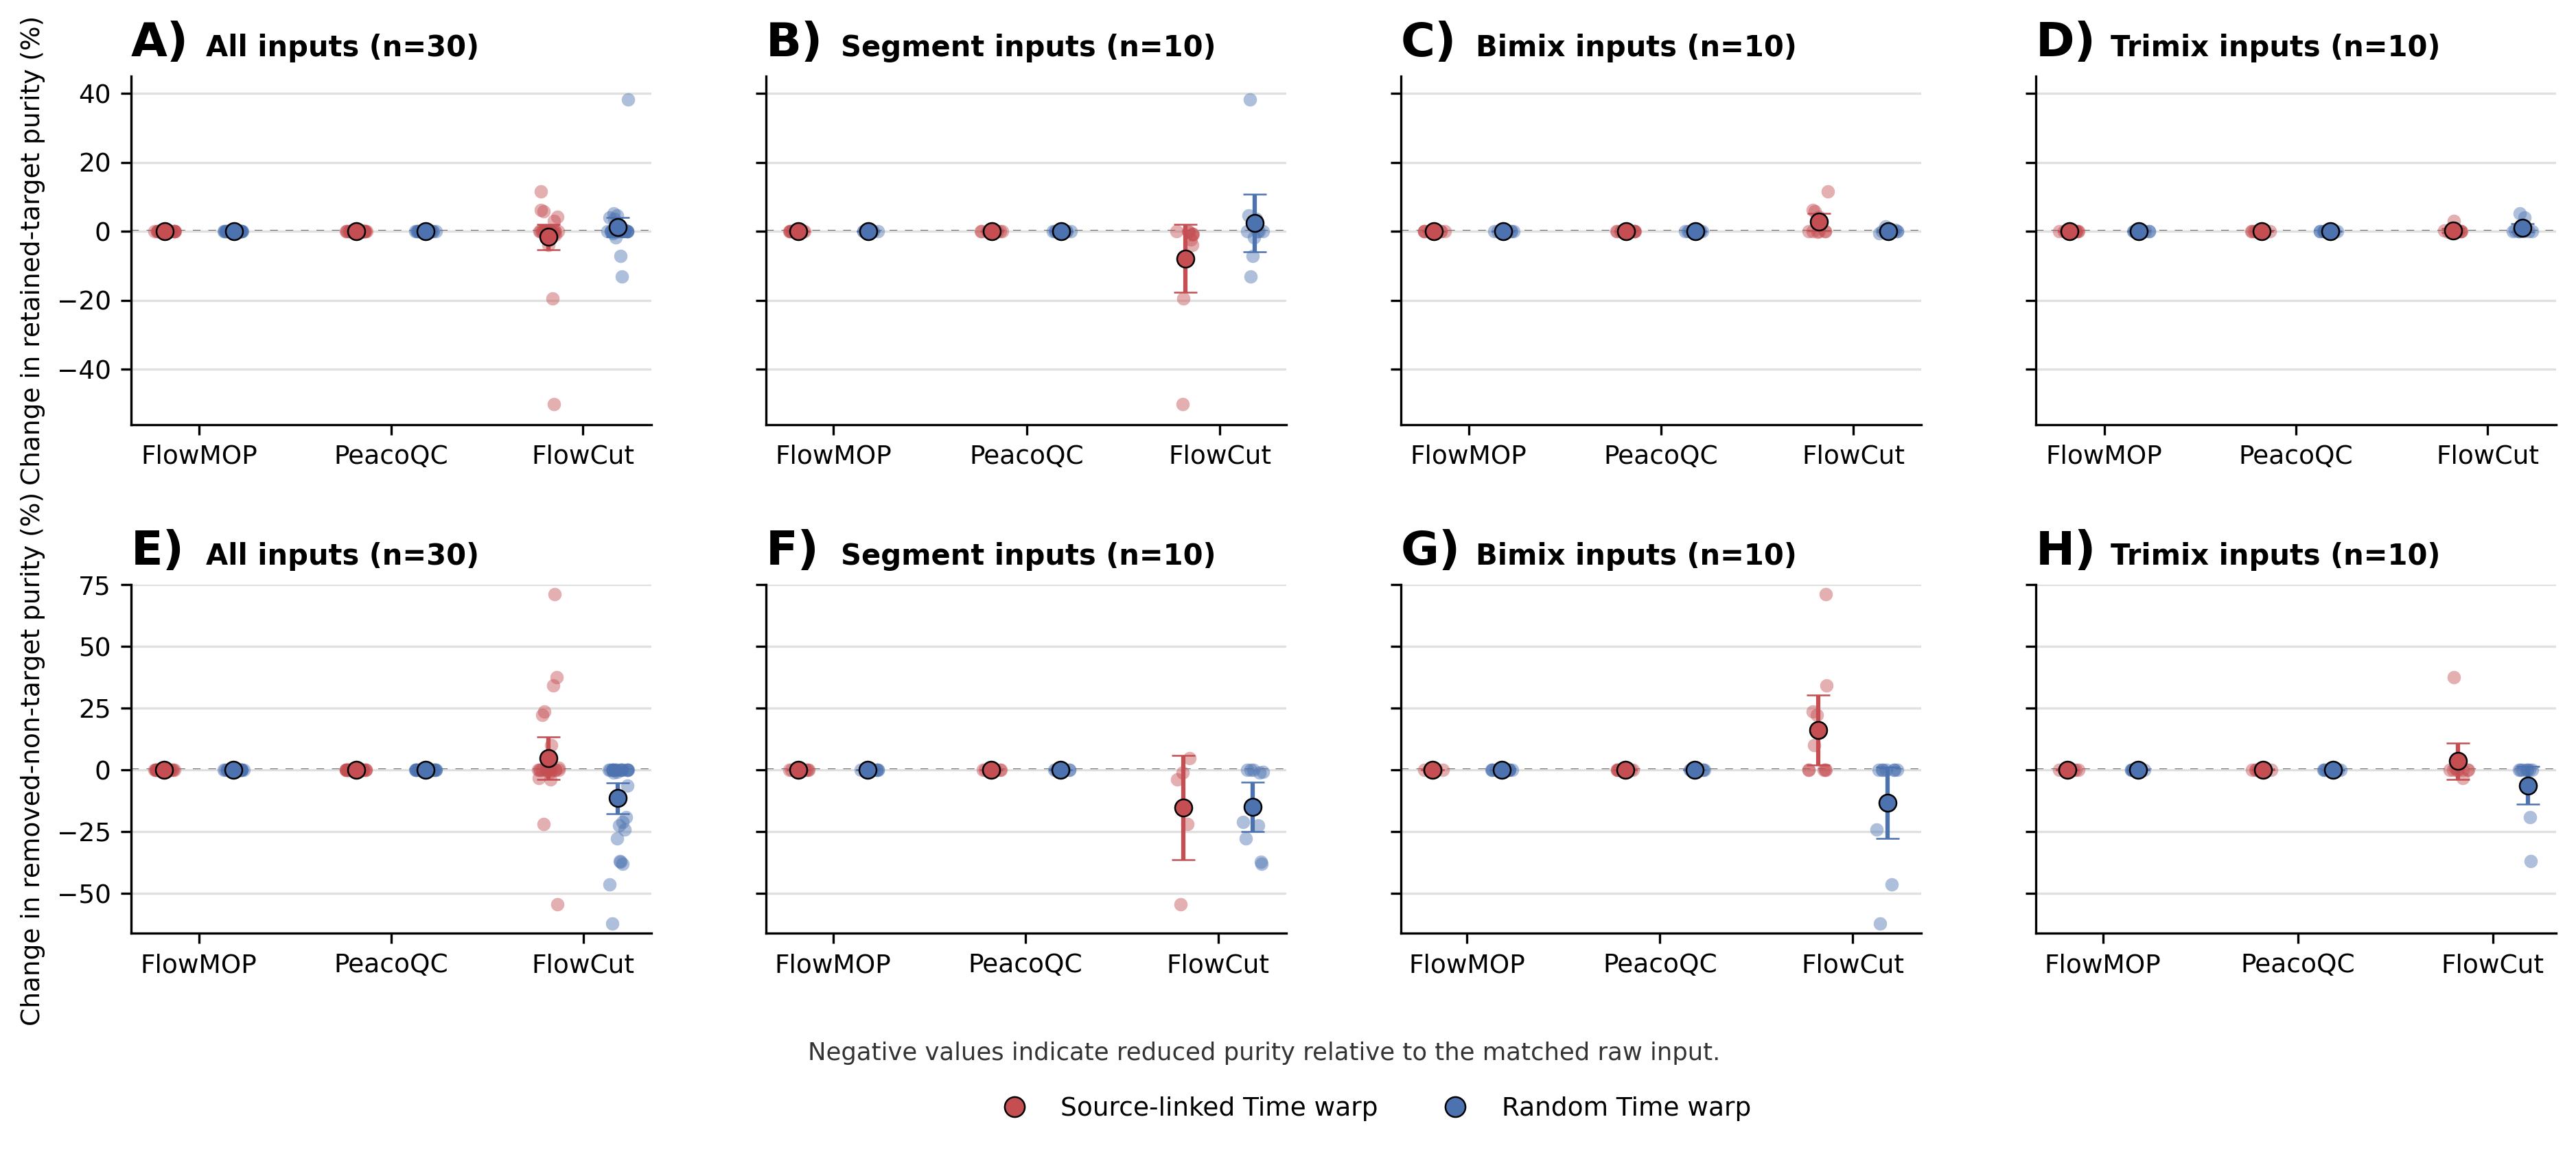 A) All inputs (n=30)
B) Segment inputs (n=10)
C) Bimix inputs (n=10)
D) Trimix inputs (n=10)
Change in retained-target purity (%)
40
20
0
−20
−40
FlowMOP PeacoQC FlowCut
FlowMOP PeacoQC FlowCut
FlowMOP PeacoQC FlowCut
FlowMOP PeacoQC FlowCut
E) All inputs (n=30)
F) Segment inputs (n=10)
G) Bimix inputs (n=10)
H) Trimix inputs (n=10)
Change in removed-non-target purity (%)
75
50
25
0
−25
−50
FlowMOP PeacoQC FlowCut
FlowMOP PeacoQC FlowCut
FlowMOP PeacoQC FlowCut
FlowMOP PeacoQC FlowCut
Negative values indicate reduced purity relative to the matched raw input.
Source-linked Time warp
Random Time warp